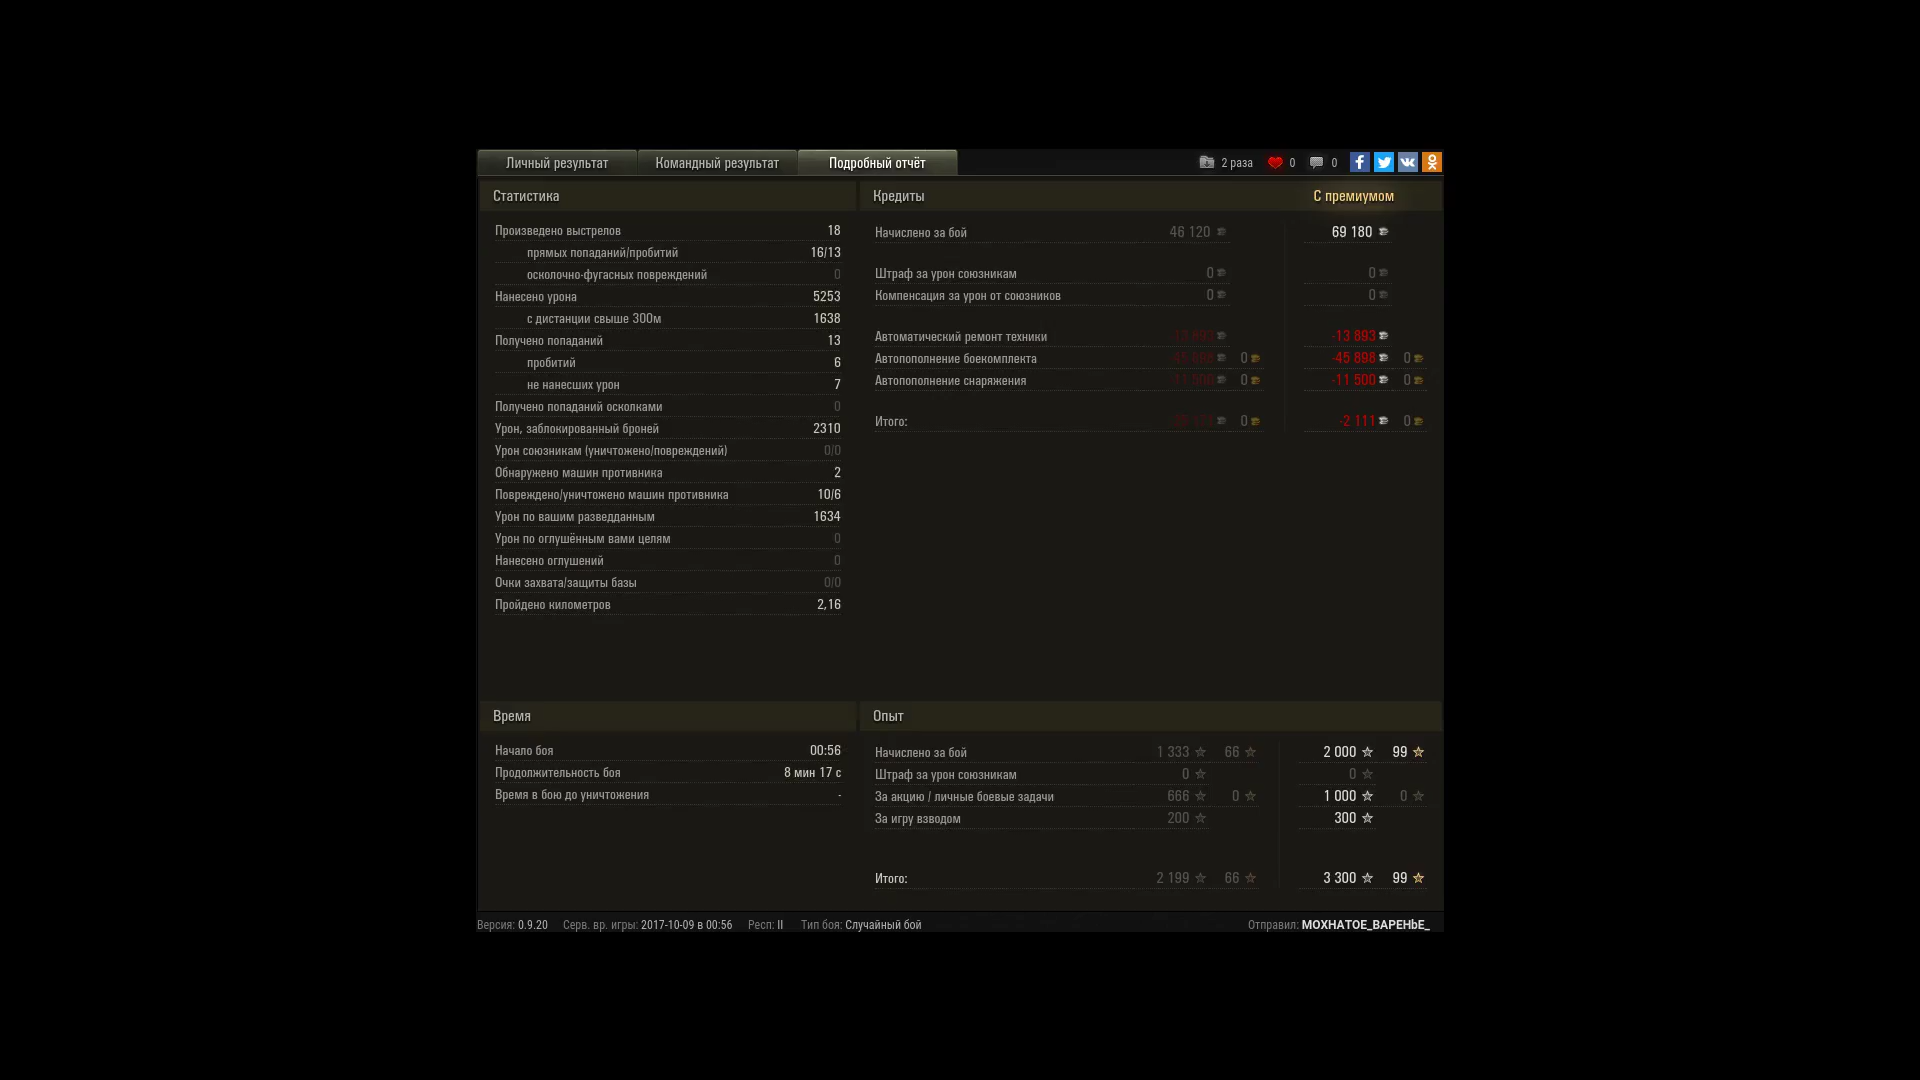 Личный результат Командный результат Подробный отчёт 2 раза 0 0
Статистика
Произведено выстрелов 18
прямых попаданий/пробитий 16/13
осколочно-фугасных повреждений 0
Нанесено урона 5253
с дистанции свыше 300м 1638
Получено попаданий 13
пробитий 6
не нанесших урон 7
Получено попаданий осколками 0
Урон, заблокированный броней 2310
Урон союзникам (уничтожено/повреждений) 0/0
Обнаружено машин противника 2
Повреждено/уничтожено машин противника 10/6
Урон по вашим разведданным 1634
Урон по оглушённым вами целям 0
Нанесено оглушений 0
Очки захвата/защиты базы 0/0
Пройдено километров 2,16
Кредиты С премиумом
Начислено за бой 46 120 69 180
Штраф за урон союзникам 0 0
Компенсация за урон от союзников 0 0
Автоматический ремонт техники -13 893 -13 893
Автопополнение боекомплекта -45 898 0 -45 898 0
Автопополнение снаряжения -11 500 0 -11 500 0
Итого: 0 -2 111 0
Время
Начало боя 00:56
Продолжительность боя 8 мин 17 с
Время в бою до уничтожения -
Опыт
Начислено за бой 1 333 66 2 000 99
Штраф за урон союзникам 0 0
За акцию / личные боевые задачи 666 0 1 000 0
За игру взводом 200 300
Итого: 2 199 66 3 300 99
Версия: 0.9.20 Серв. вр. игры: 2017-10-09 в 00:56 Респ: II Тип боя: Случайный бой Отправил: MOXHATOE_BAPEHbE_